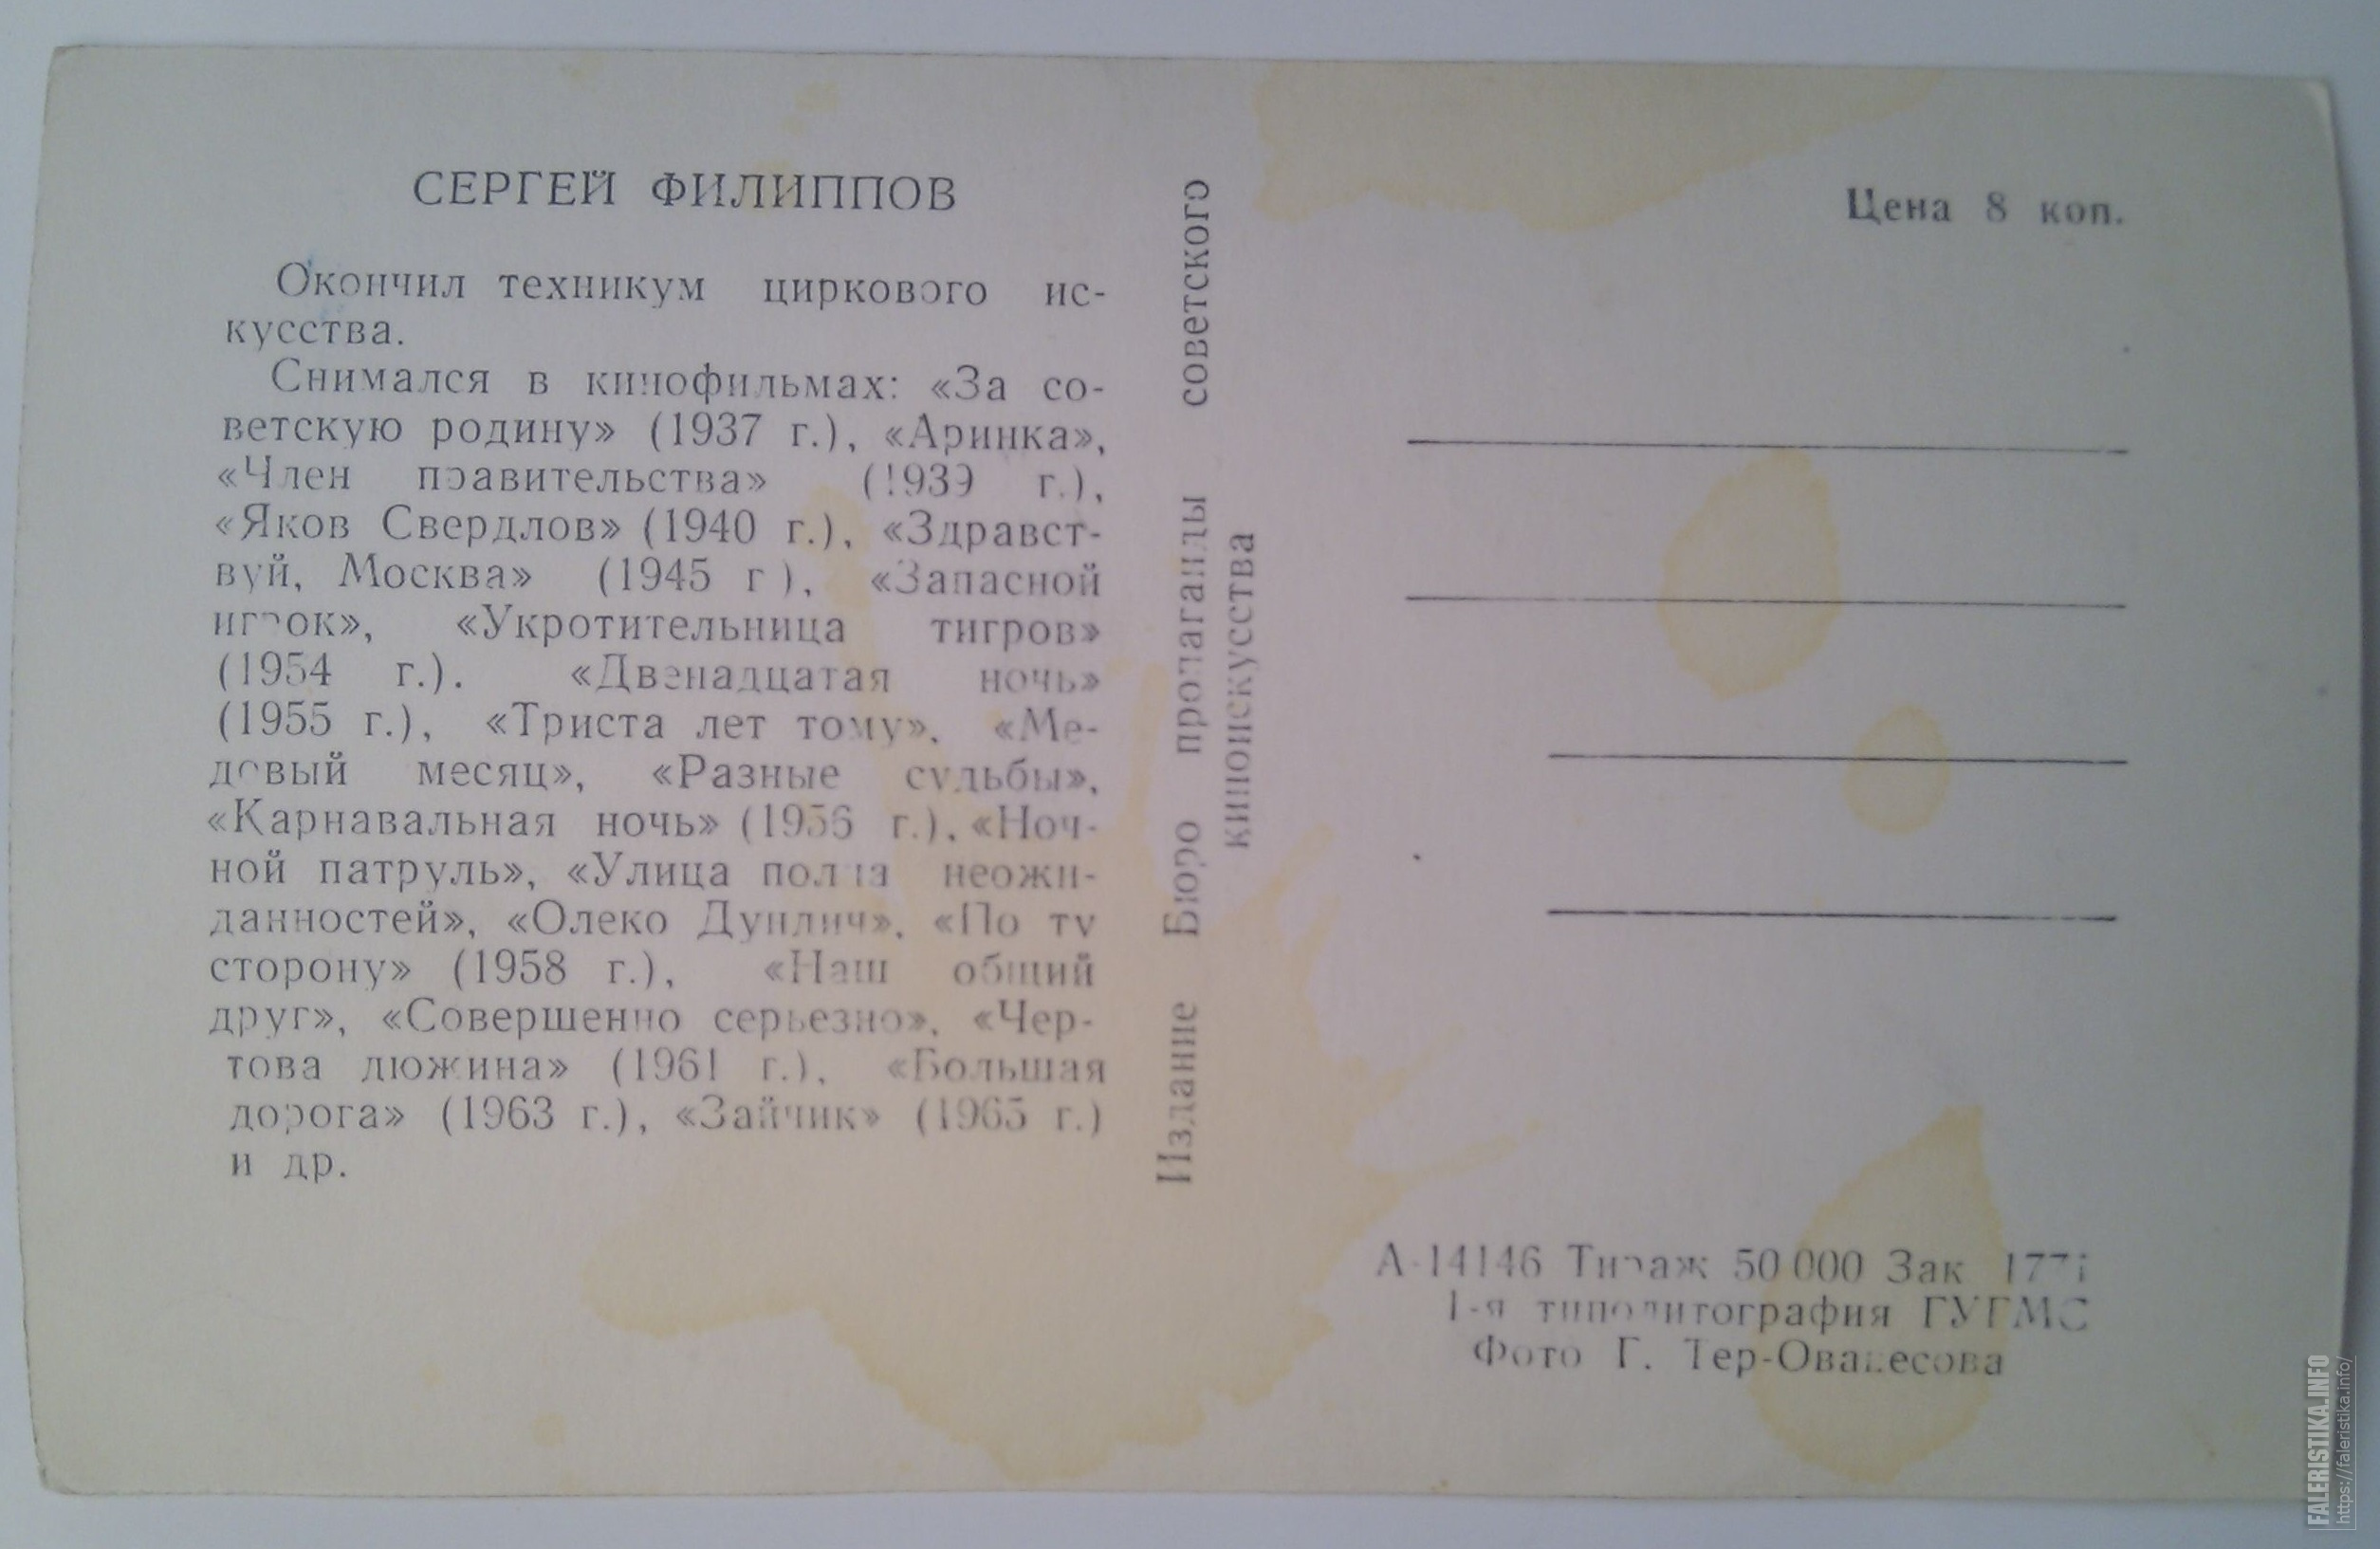 СЕРГЕЙ ФИЛИППОВ
Окончил техникум циркового ис-
кусства.
Снимался в кинофильмах: «За со-
ветскую родину» (1937 г.), «Аринка»,
«Член правительства» (1939 г.),
«Яков Свердлов» (1940 г.), «Здравст-
вуй, Москва» (1945 г ), «Запасной
игрок», «Укротительница тигров»
(1954 г.). «Двенадцатая ночь»
(1955 г.), «Триста лет тому», «Ме-
довый месяц», «Разные судьбы»,
«Карнавальная ночь» (1956 г.), «Ноч-
ной патруль», «Улица полна неожи-
данностей», «Олеко Дундич», «По ту
сторону» (1958 г.), «Наш общий
друг», «Совершенно серьезно», «Чер-
това дюжина» (1961 г.), «Большая
дорога» (1963 г.), «Зайчик» (1965 г.)
и др.
Издание Бюро пропаганды советского
киноискусства
Цена 8 коп.
А-14146 Тираж 50 000 Зак
1-я типолитография ГУГМС
Фото Г. Тер-Ованесова
FALERISTIKA.INFO
https://faleristika.info/